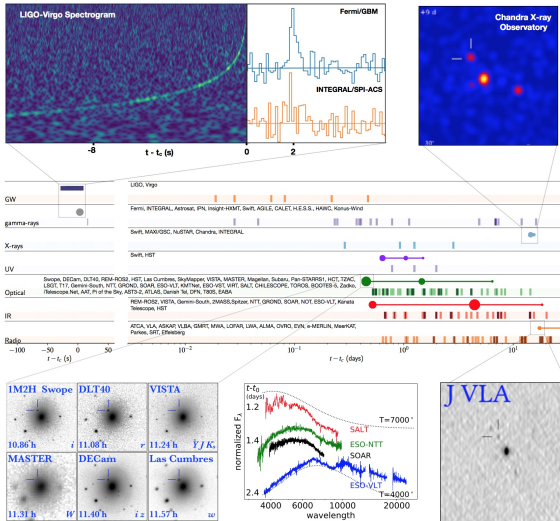 LIGO-Virgo Spectrogram
Fermi/GBM
INTEGRAL/SPI-ACS
-8
0
2
t - tc (s)
+9 d
Chandra X-ray
Observatory
30"
GW
LIGO, Virgo
gamma-rays
Fermi, INTEGRAL, Astrosat, IPN, Insight-HXMT, Swift, AGILE, CALET, H.E.S.S., HAWC, Konus-Wind
X-rays
Swift, MAXI/GSC, NuSTAR, Chandra, INTEGRAL
UV
Swift, HST
Optical
Swope, DECam, DLT40, REM-ROS2, HST, Las Cumbres, SkyMapper, VISTA, MASTER, Magellan, Subaru, Pan-STARRS1, HCT, TZAC,
LSGT, T17, Gemini-South, NTT, GROND, SOAR, ESO-VLT, KMTNet, ESO-VST, VIRT, SALT, CHILESCOPE, TOROS, BOOTES-5, Zadko,
iTelescope.Net, AAT, Pi of the Sky, AST3-2, ATLAS, Danish Tel, DFN, T80S, EABA
IR
REM-ROS2, VISTA, Gemini-South, 2MASS, Spitzer, NTT, GROND, SOAR, NOT, ESO-VLT, Kanata
Telescope, HST
Radio
ATCA, VLA, ASKAP, VLBA, GMRT, MWA, LOFAR, LWA, ALMA, OVRO, EVN, e-MERLIN, MeerKAT,
Parkes, SRT, Effelsberg
-100 -50 0 50
t - tc (s)
10-2
10-1
100
101
t - tc (days)
1M2H Swope
10.86 h
i
DLT40
11.08 h
r
VISTA
11.24 h
YJKs
MASTER
11.31 h
W
DECam
11.40 h
iz
Las Cumbres
11.57 h
w
t-t0
(days)
1.2
1.4
2.4
normalized Fλ
SALT
ESO-NTT
SOAR
ESO-VLT
T=7000°
T=4000°
4000
6000
10000
20000
wavelength
J VLA